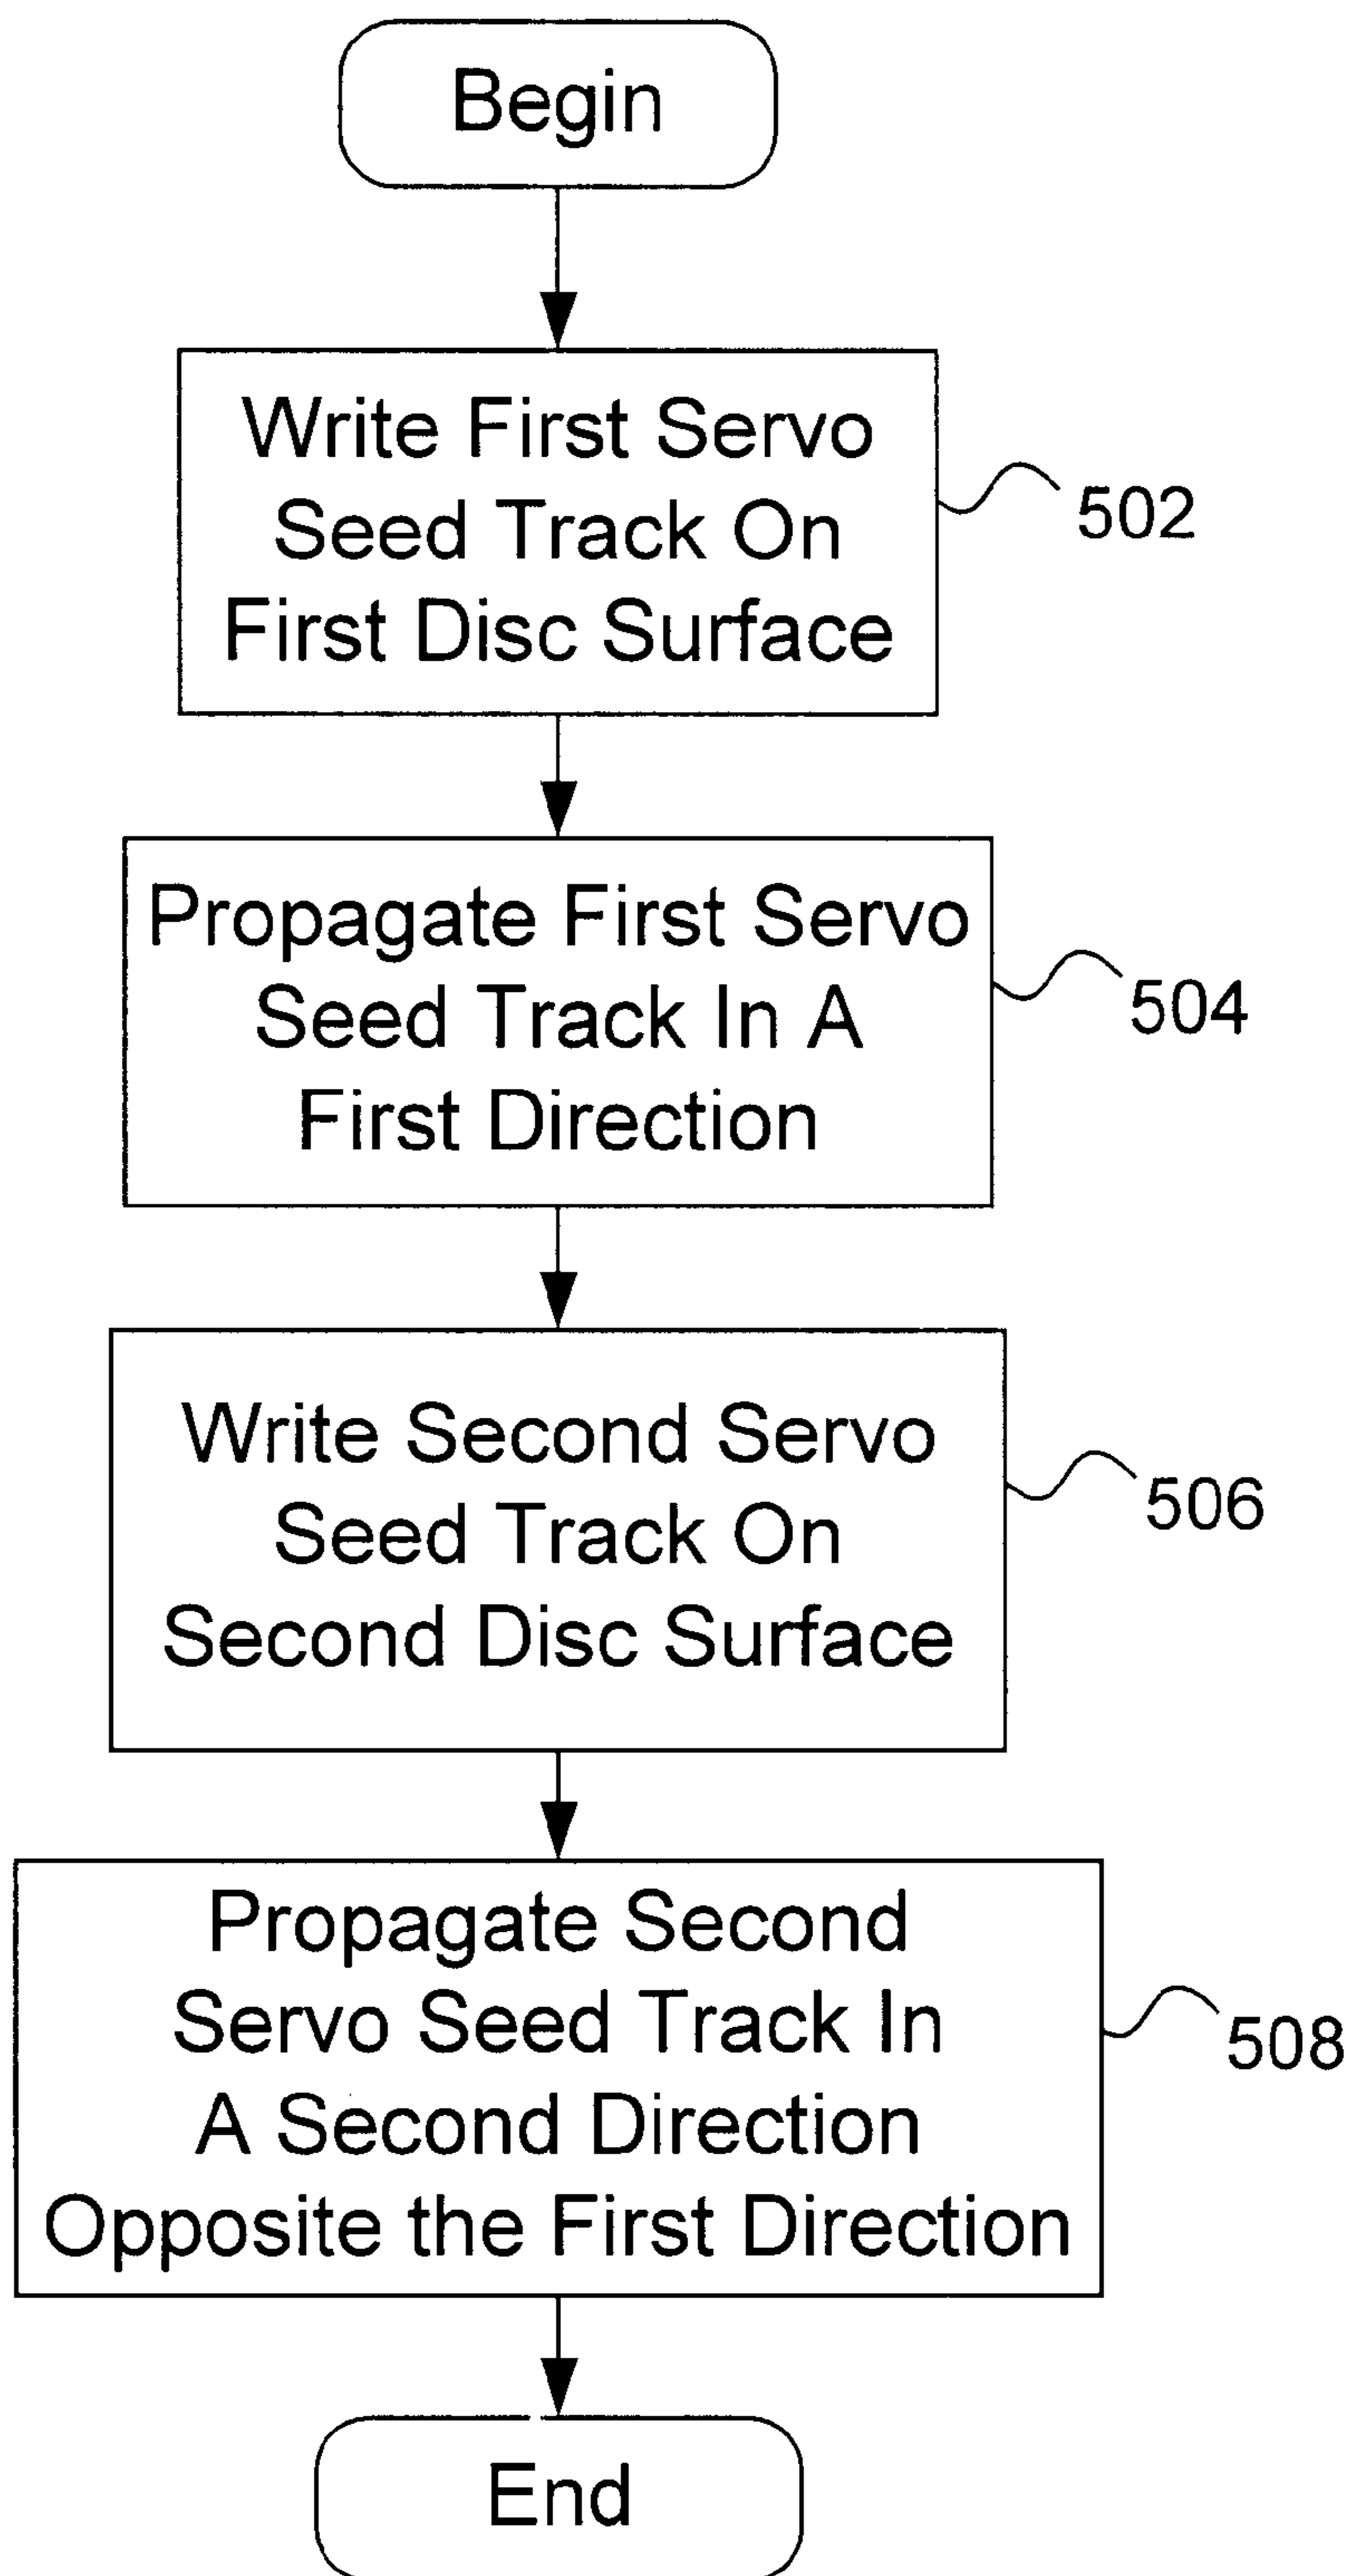 Begin
Write First Servo
Seed Track On
First Disc Surface
502
Propagate First Servo
Seed Track In A
First Direction
504
Write Second Servo
Seed Track On
Second Disc Surface
506
Propagate Second
Servo Seed Track In
A Second Direction
Opposite the First Direction
508
End